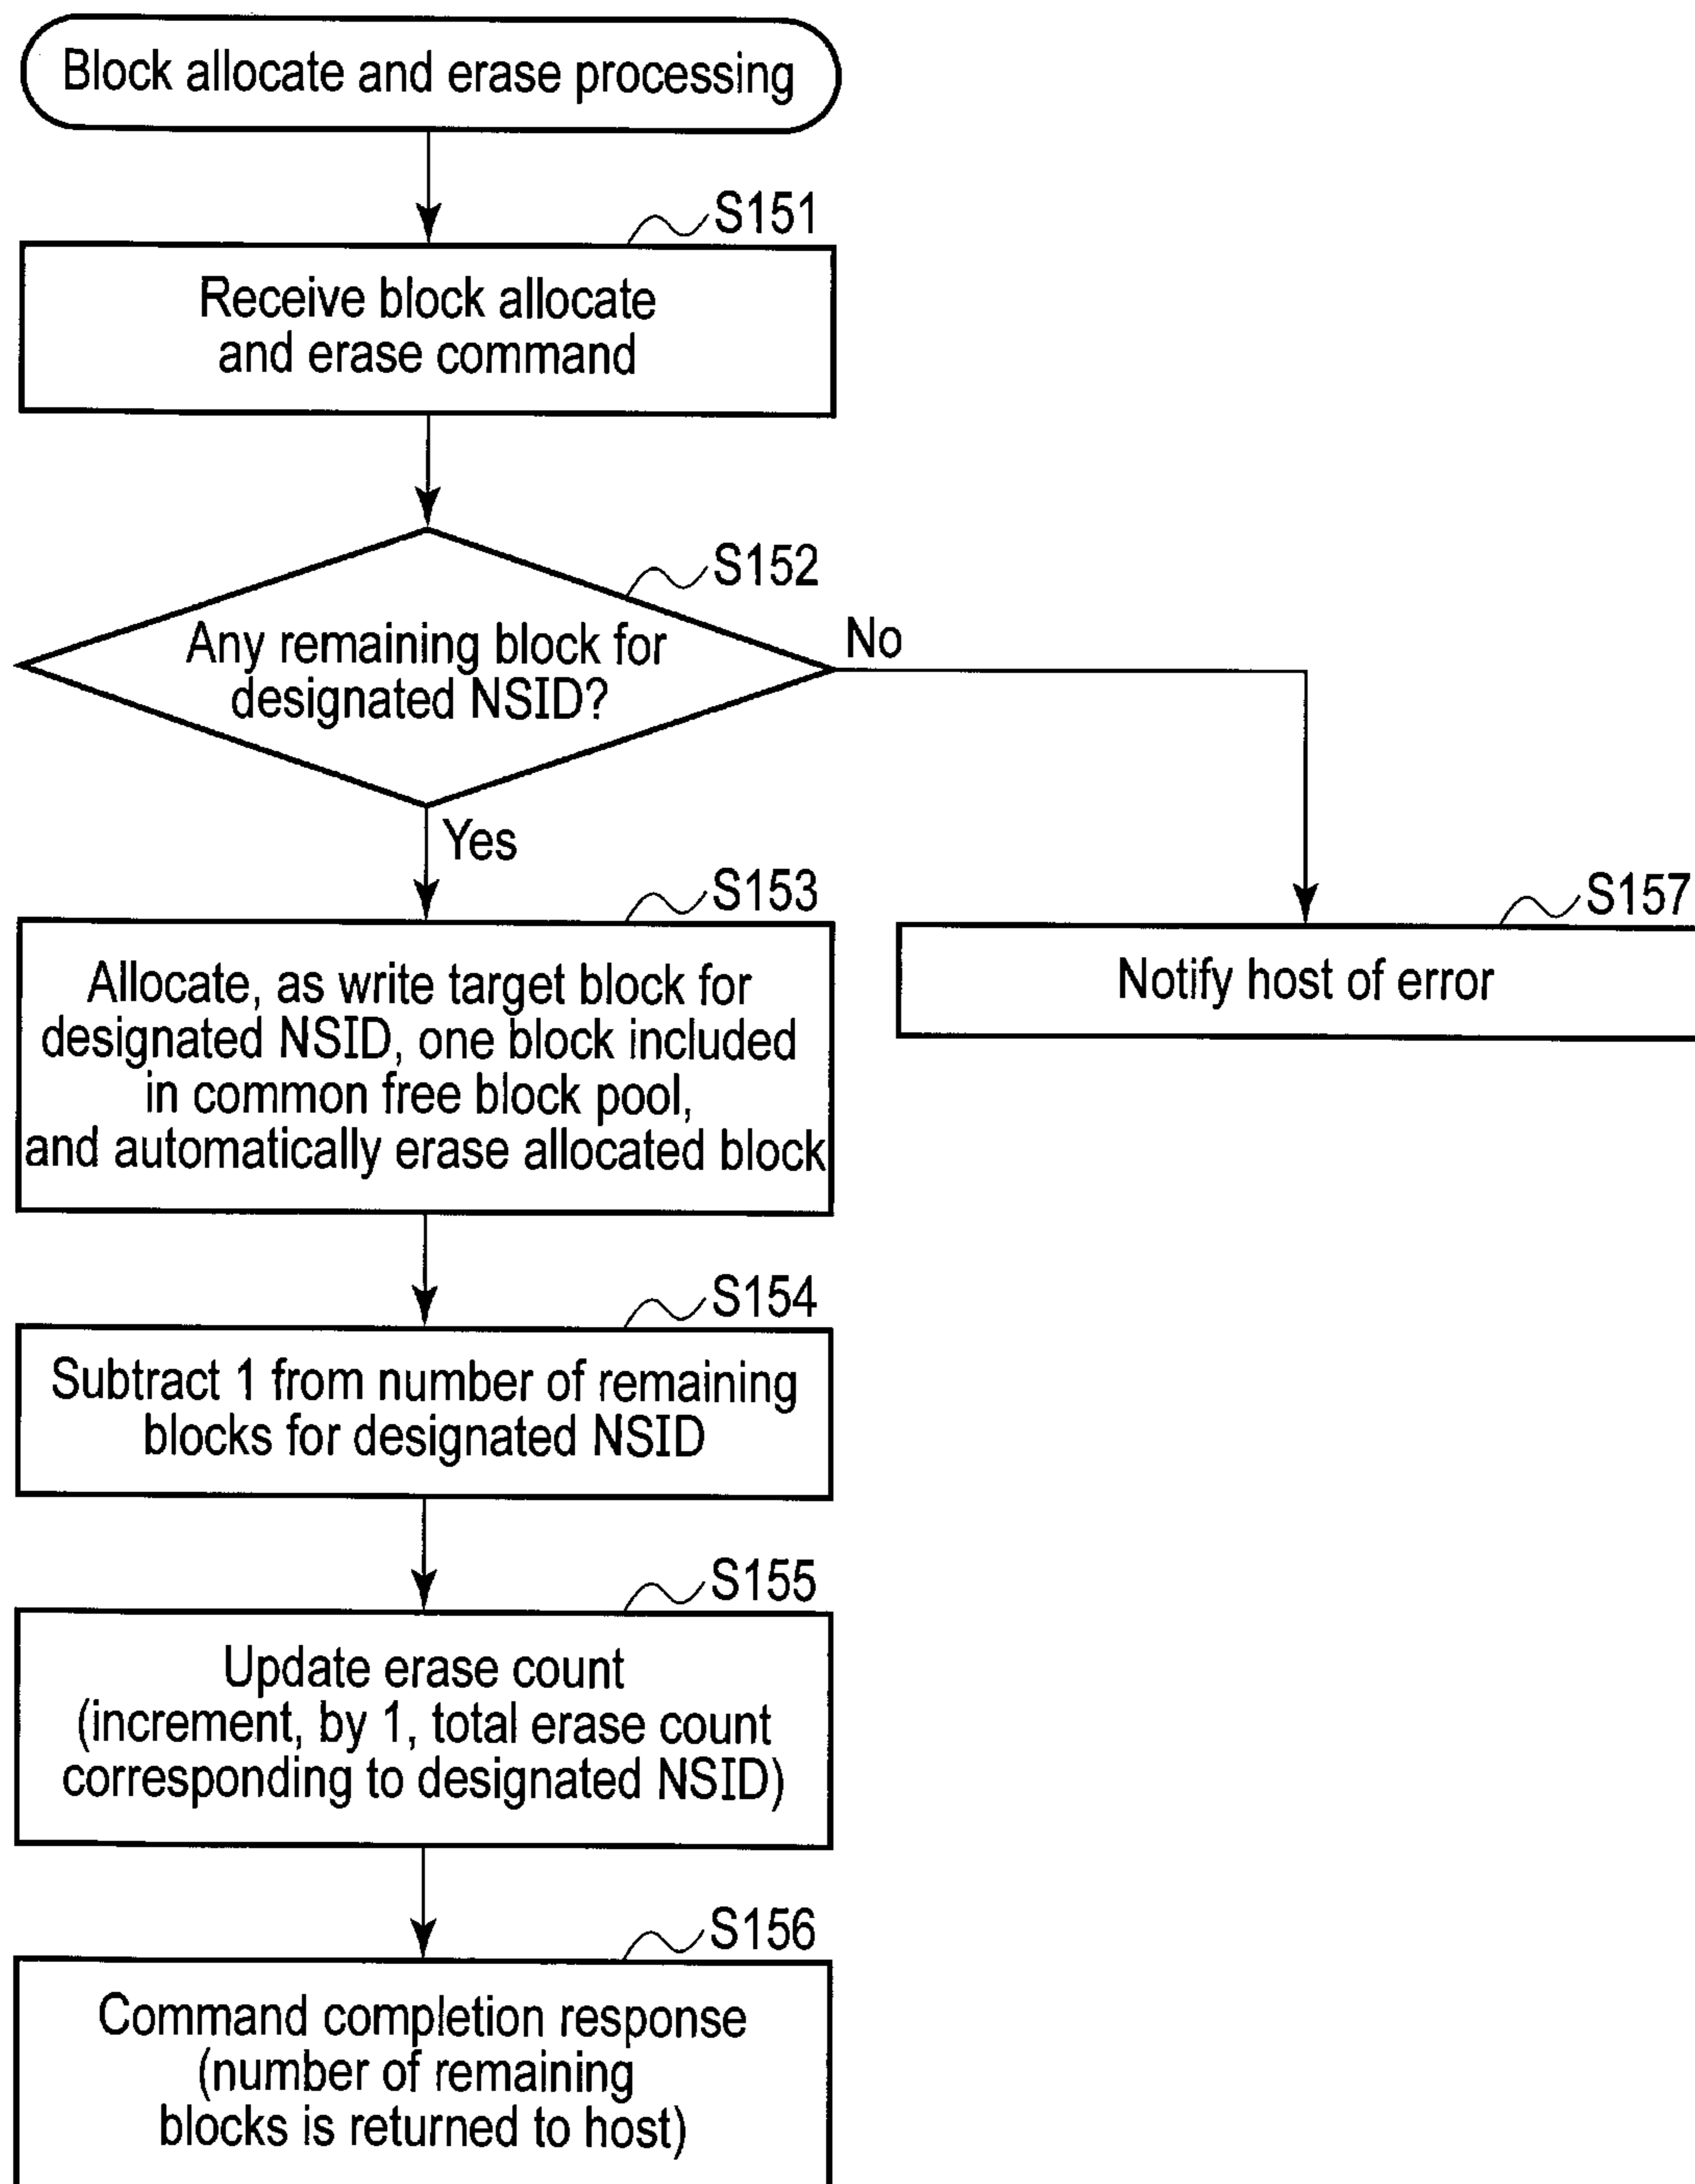 Block allocate and erase processing
S151
Receive block allocate
and erase command
S152
Any remaining block for
designated NSID?
No
Yes
S153
Allocate, as write target block for
designated NSID, one block included
in common free block pool,
and automatically erase allocated block
S157
Notify host of error
S154
Subtract 1 from number of remaining
blocks for designated NSID
S155
Update erase count
(increment, by 1, total erase count
corresponding to designated NSID)
S156
Command completion response
(number of remaining
blocks is returned to host)